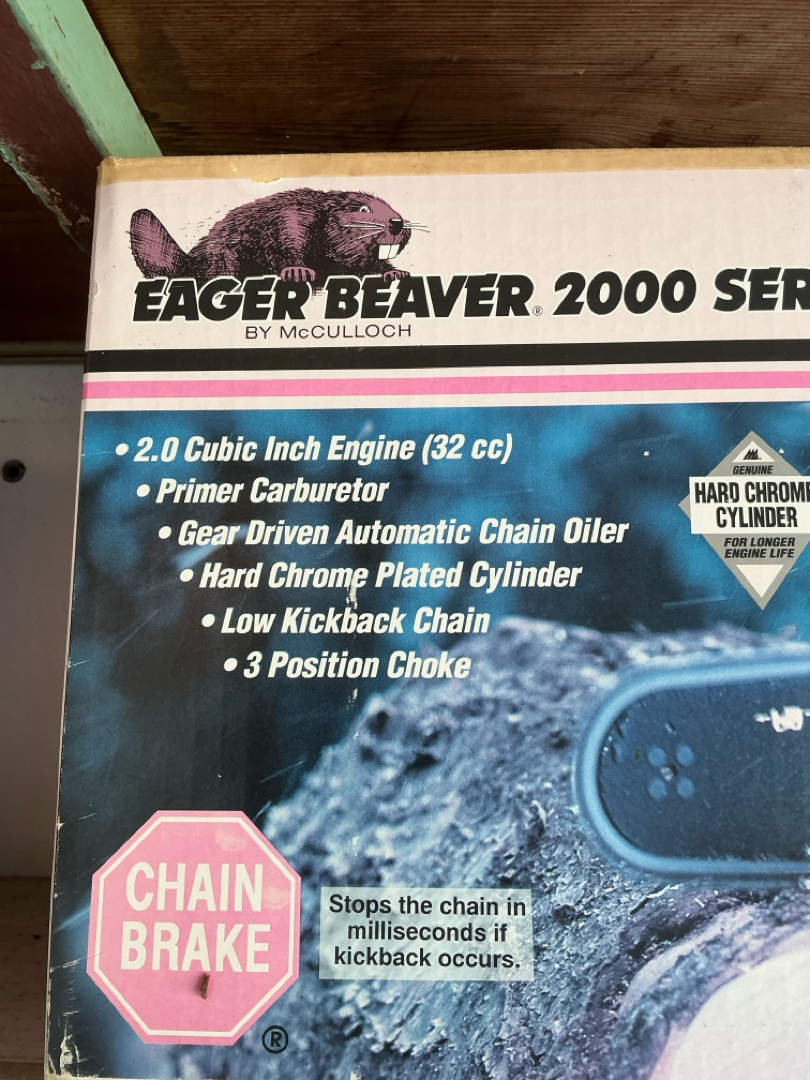 EAGER BEAVER® 2000 SER
BY McCULLOCH
• 2.0 Cubic Inch Engine (32 cc)
• Primer Carburetor
• Gear Driven Automatic Chain Oiler
• Hard Chrome Plated Cylinder
• Low Kickback Chain
• 3 Position Choke
GENUINE
HARD CHROME
CYLINDER
FOR LONGER
ENGINE LIFE
CHAIN
BRAKE
®
Stops the chain in
milliseconds if
kickback occurs.